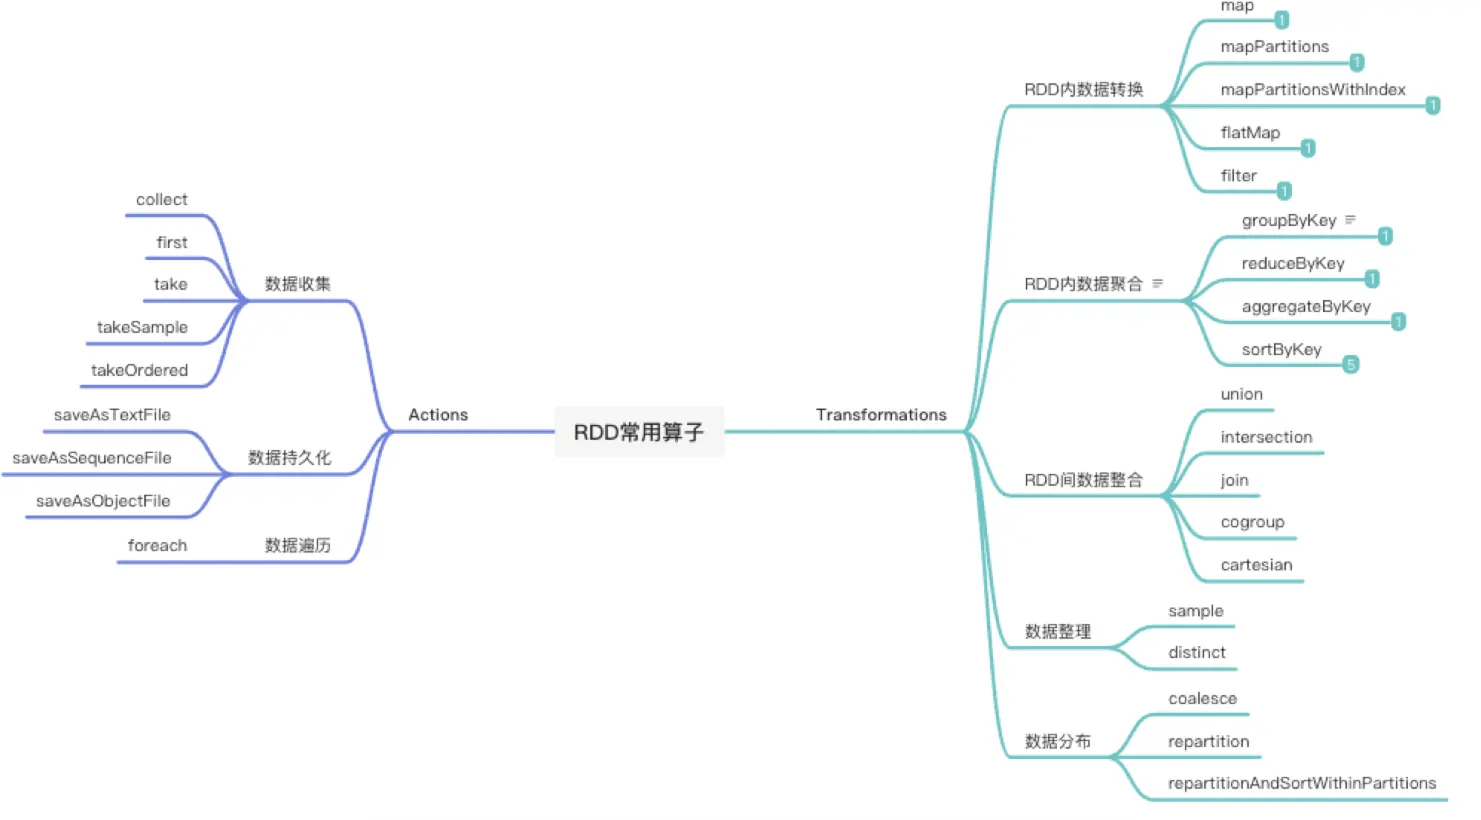 RDD常用算子
Actions
数据收集
collect
first
take
takeSample
takeOrdered
数据持久化
saveAsTextFile
saveAsSequenceFile
saveAsObjectFile
数据遍历
foreach
Transformations
RDD内数据转换
map 1
mapPartitions 1
mapPartitionsWithIndex 1
flatMap 1
filter 1
RDD内数据聚合
groupByKey 1
reduceByKey 1
aggregateByKey 1
sortByKey 5
RDD间数据整合
union
intersection
join
cogroup
cartesian
数据整理
sample
distinct
数据分布
coalesce
repartition
repartitionAndSortWithinPartitions